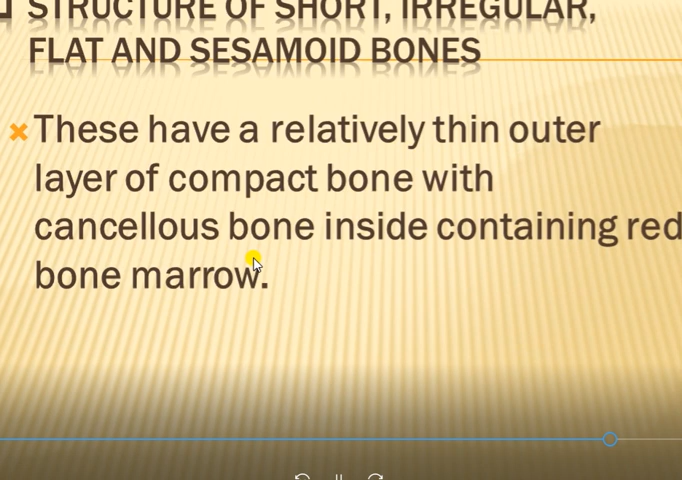 STRUCTURE OF SHORT, IRREGULAR,
FLAT AND SESAMOID BONES
These have a relatively thin outer
layer of compact bone with
cancellous bone inside containing red
bone marrow.